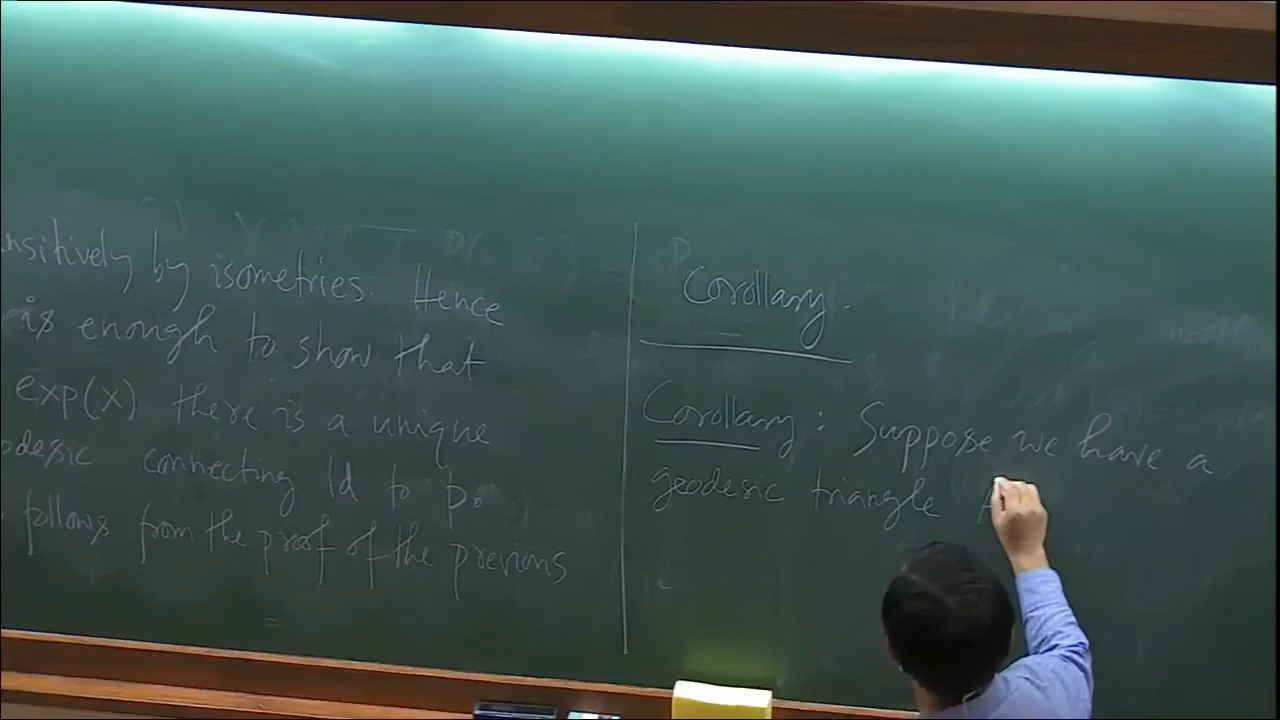 nsitively by isometries. Hence
is enough to show that
exp(X) there is a unique
odesic connecting Id to p.
follows from the proof of the previous
Corollary.
Corollary: Suppose we have a
geodesic triangle